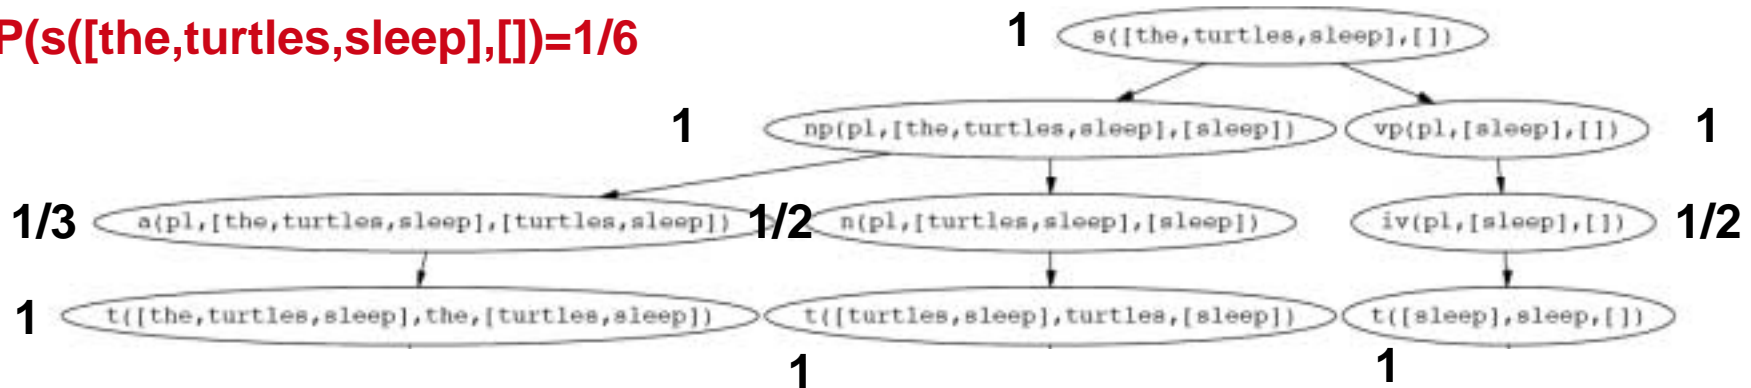 P(s([the,turtles,sleep],[])=1/6
1 s([the,turtles,sleep],[])
1 np(pl,[the,turtles,sleep],[sleep]) vp(pl,[sleep],[]) 1
1/3 a(pl,[the,turtles,sleep],[turtles,sleep]) 1/2 n(pl,[turtles,sleep],[sleep]) iv(pl,[sleep],[]) 1/2
1 t([the,turtles,sleep],the,[turtles,sleep]) t([turtles,sleep],turtles,[sleep]) t([sleep],sleep,[])
1 1